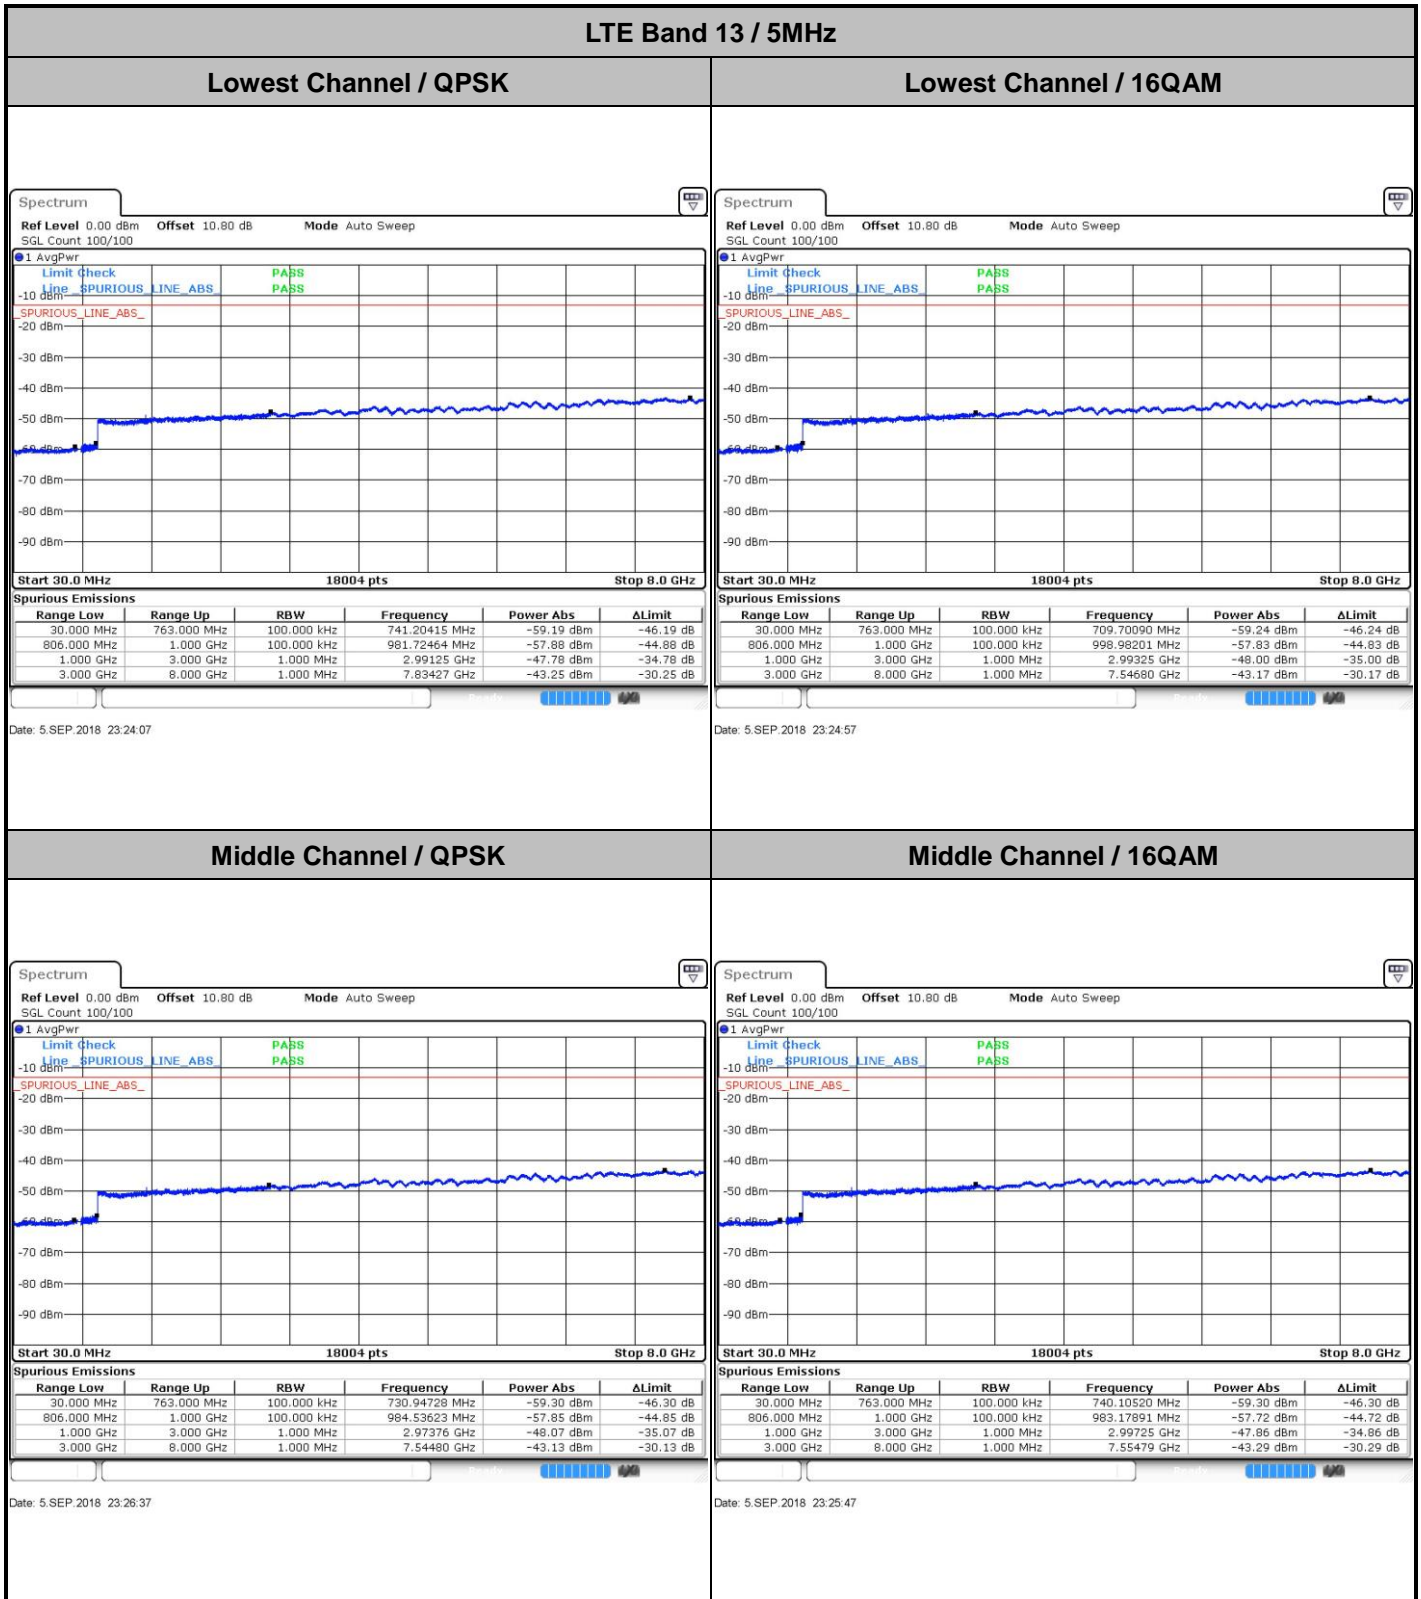 LTE Band 13 / 5MHz
Lowest Channel / QPSK
Lowest Channel / 16QAM
Spectrum
Ref Level 0.00 dBm Offset 10.80 dB Mode Auto Sweep
SGL Count 100/100
1 AvgPwr
Limit Check PASS
Line _SPURIOUS_LINE_ABS_ PASS
-10 dBm
_SPURIOUS_LINE_ABS_
-20 dBm
-30 dBm
-40 dBm
-50 dBm
-60 dBm
-70 dBm
-80 dBm
-90 dBm
Start 30.0 MHz 18004 pts Stop 8.0 GHz
Spurious Emissions
Range Low Range Up RBW Frequency Power Abs ΔLimit
30.000 MHz 763.000 MHz 100.000 kHz 741.20415 MHz -59.19 dBm -46.19 dB
806.000 MHz 1.000 GHz 100.000 kHz 981.72464 MHz -57.88 dBm -44.88 dB
1.000 GHz 3.000 GHz 1.000 MHz 2.99125 GHz -47.78 dBm -34.78 dB
3.000 GHz 8.000 GHz 1.000 MHz 7.83427 GHz -43.25 dBm -30.25 dB
Date: 5.SEP.2018 23:24:07
Spectrum
Ref Level 0.00 dBm Offset 10.80 dB Mode Auto Sweep
SGL Count 100/100
1 AvgPwr
Limit Check PASS
Line _SPURIOUS_LINE_ABS_ PASS
-10 dBm
_SPURIOUS_LINE_ABS_
-20 dBm
-30 dBm
-40 dBm
-50 dBm
-60 dBm
-70 dBm
-80 dBm
-90 dBm
Start 30.0 MHz 18004 pts Stop 8.0 GHz
Spurious Emissions
Range Low Range Up RBW Frequency Power Abs ΔLimit
30.000 MHz 763.000 MHz 100.000 kHz 709.70090 MHz -59.24 dBm -46.24 dB
806.000 MHz 1.000 GHz 100.000 kHz 998.98201 MHz -57.83 dBm -44.83 dB
1.000 GHz 3.000 GHz 1.000 MHz 2.99325 GHz -48.00 dBm -35.00 dB
3.000 GHz 8.000 GHz 1.000 MHz 7.54680 GHz -43.17 dBm -30.17 dB
Date: 5.SEP.2018 23:24:57
Middle Channel / QPSK
Middle Channel / 16QAM
Spectrum
Ref Level 0.00 dBm Offset 10.80 dB Mode Auto Sweep
SGL Count 100/100
1 AvgPwr
Limit Check PASS
Line _SPURIOUS_LINE_ABS_ PASS
-10 dBm
_SPURIOUS_LINE_ABS_
-20 dBm
-30 dBm
-40 dBm
-50 dBm
-60 dBm
-70 dBm
-80 dBm
-90 dBm
Start 30.0 MHz 18004 pts Stop 8.0 GHz
Spurious Emissions
Range Low Range Up RBW Frequency Power Abs ΔLimit
30.000 MHz 763.000 MHz 100.000 kHz 730.94728 MHz -59.30 dBm -46.30 dB
806.000 MHz 1.000 GHz 100.000 kHz 984.53623 MHz -57.85 dBm -44.85 dB
1.000 GHz 3.000 GHz 1.000 MHz 2.97376 GHz -48.07 dBm -35.07 dB
3.000 GHz 8.000 GHz 1.000 MHz 7.54480 GHz -43.13 dBm -30.13 dB
Date: 5.SEP.2018 23:26:37
Spectrum
Ref Level 0.00 dBm Offset 10.80 dB Mode Auto Sweep
SGL Count 100/100
1 AvgPwr
Limit Check PASS
Line _SPURIOUS_LINE_ABS_ PASS
-10 dBm
_SPURIOUS_LINE_ABS_
-20 dBm
-30 dBm
-40 dBm
-50 dBm
-60 dBm
-70 dBm
-80 dBm
-90 dBm
Start 30.0 MHz 18004 pts Stop 8.0 GHz
Spurious Emissions
Range Low Range Up RBW Frequency Power Abs ΔLimit
30.000 MHz 763.000 MHz 100.000 kHz 740.10520 MHz -59.30 dBm -46.30 dB
806.000 MHz 1.000 GHz 100.000 kHz 983.17891 MHz -57.72 dBm -44.72 dB
1.000 GHz 3.000 GHz 1.000 MHz 2.99725 GHz -47.86 dBm -34.86 dB
3.000 GHz 8.000 GHz 1.000 MHz 7.55479 GHz -43.29 dBm -30.29 dB
Date: 5.SEP.2018 23:25:47